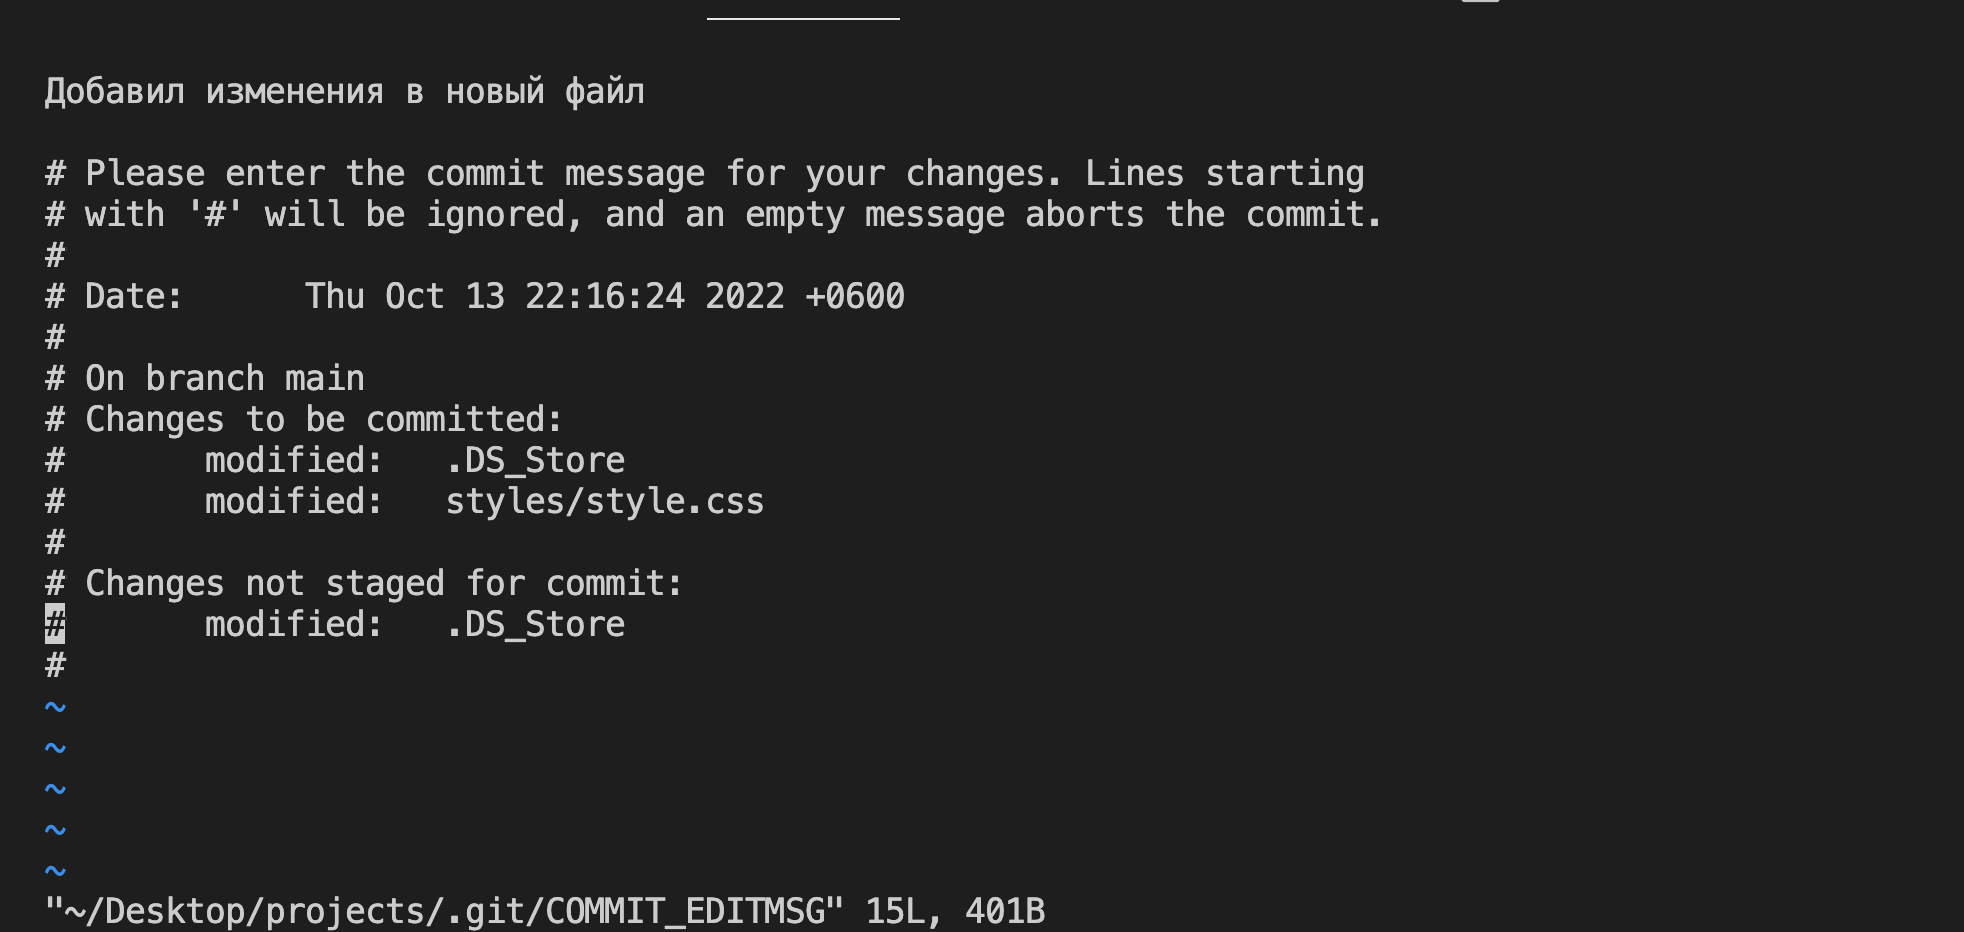 Добавил изменения в новый файл
# Please enter the commit message for your changes. Lines starting
# with '#' will be ignored, and an empty message aborts the commit.
#
# Date:      Thu Oct 13 22:16:24 2022 +0600
#
# On branch main
# Changes to be committed:
#       modified:   .DS_Store
#       modified:   styles/style.css
#
# Changes not staged for commit:
#       modified:   .DS_Store
#
~
~
~
~
~
"~/Desktop/projects/.git/COMMIT_EDITMSG" 15L, 401B